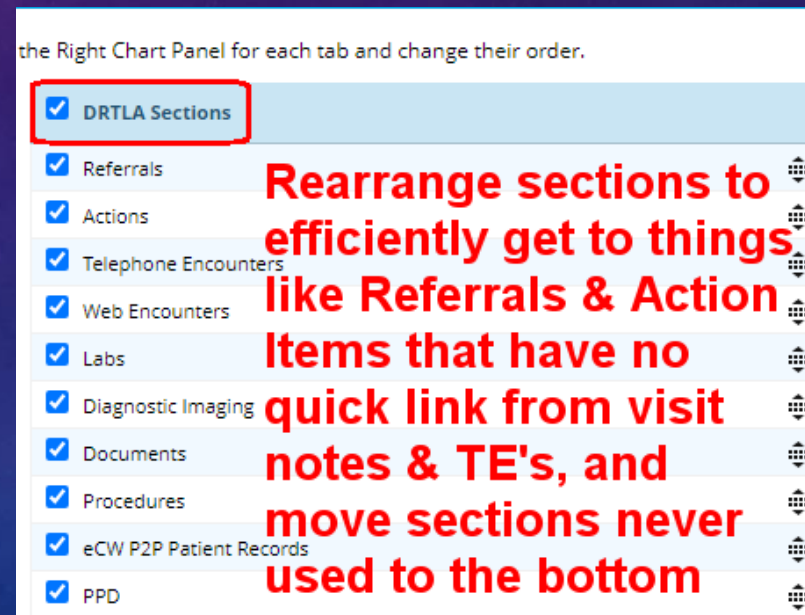 the Right Chart Panel for each tab and change their order.
DRTLA Sections
Referrals
Actions
Telephone Encounters
Web Encounters
Labs
Diagnostic Imaging
Documents
Procedures
eCW P2P Patient Records
PPD
Rearrange sections to
efficiently get to things
like Referrals & Action
Items that have no
quick link from visit
notes & TE's, and
move sections never
used to the bottom